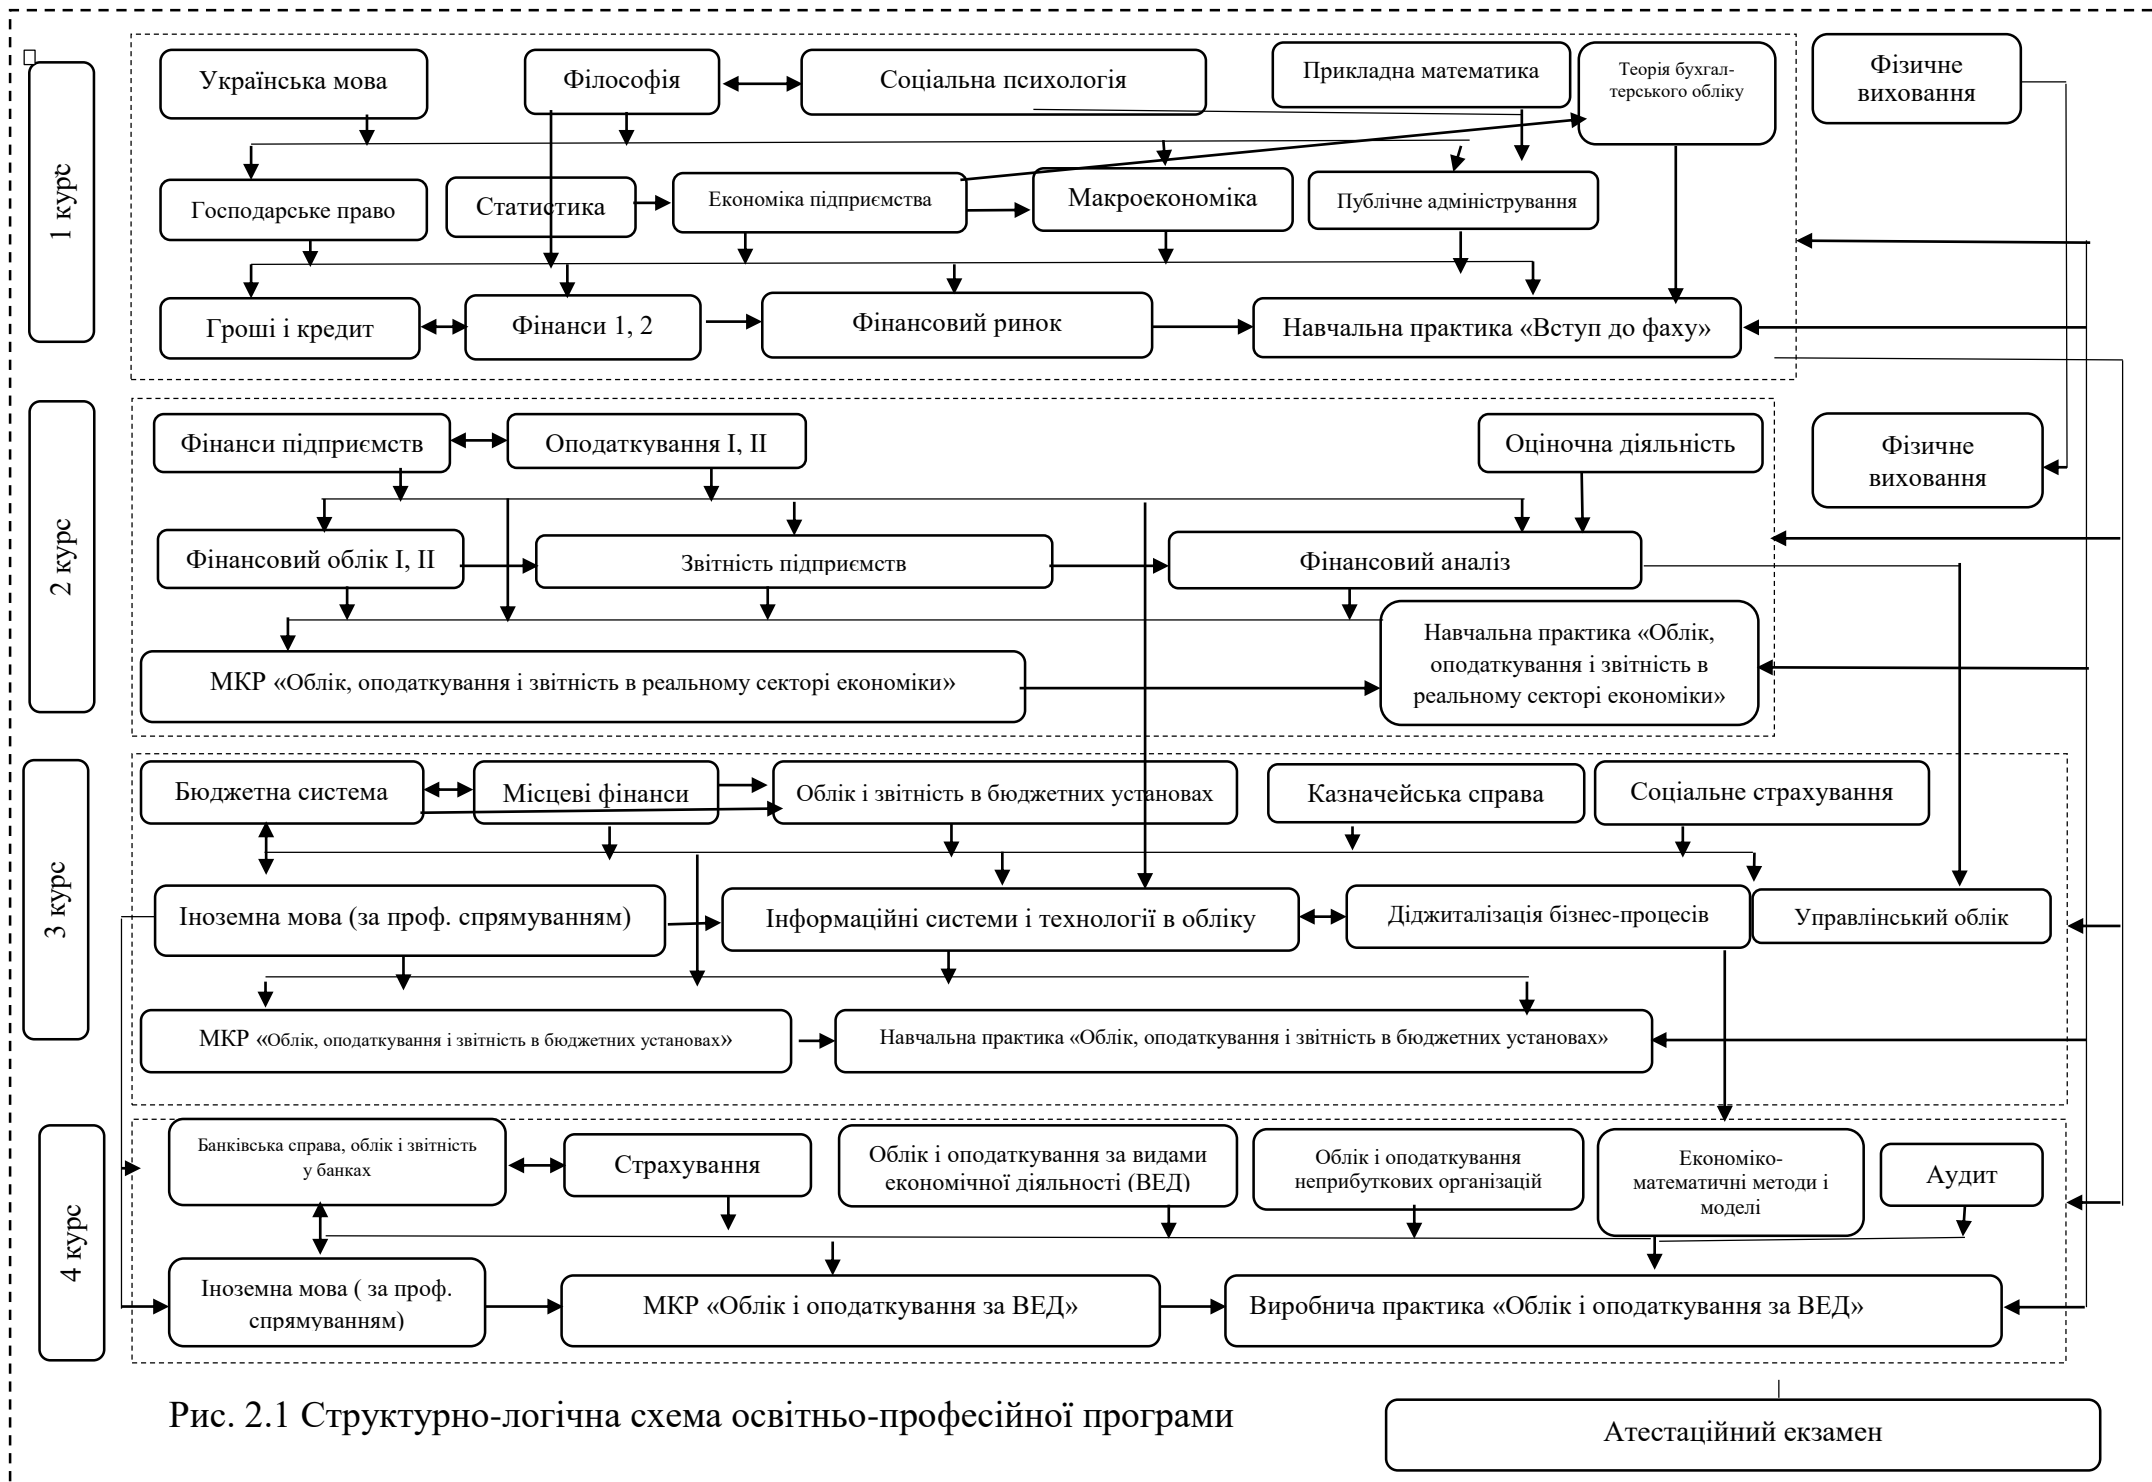 1 курс
Українська мова
Філософія
Соціальна психологія
Прикладна математика
Теорія бухгал-
терського обліку
Фізичне
виховання
Господарське право
Статистика
Економіка підприємства
Макроекономіка
Публічне адміністрування
Гроші і кредит
Фінанси 1, 2
Фінансовий ринок
Навчальна практика «Вступ до фаху»
2 курс
Фінанси підприємств
Оподаткування І, ІІ
Оціночна діяльність
Фізичне
виховання
Фінансовий облік І, ІІ
Звітність підприємств
Фінансовий аналіз
Навчальна практика «Облік,
оподаткування і звітність в
реальному секторі економіки»
МКР «Облік, оподаткування і звітність в реальному секторі економіки»
3 курс
Бюджетна система
Місцеві фінанси
Облік і звітність в бюджетних установах
Казначейська справа
Соціальне страхування
Іноземна мова (за проф. спрямуванням)
Інформаційні системи і технології в обліку
Діджиталізація бізнес-процесів
Управлінський облік
МКР «Облік, оподаткування і звітність в бюджетних установах»
Навчальна практика «Облік, оподаткування і звітність в бюджетних установах»
4 курс
Банківська справа, облік і звітність
у банках
Страхування
Облік і оподаткування за видами
економічної діяльності (ВЕД)
Облік і оподаткування
неприбуткових організацій
Економіко-
математичні методи і
моделі
Аудит
Іноземна мова ( за проф.
спрямуванням)
МКР «Облік і оподаткування за ВЕД»
Виробнича практика «Облік і оподаткування за ВЕД»
Рис. 2.1 Структурно-логічна схема освітньо-професійної програми
Атестаційний екзамен